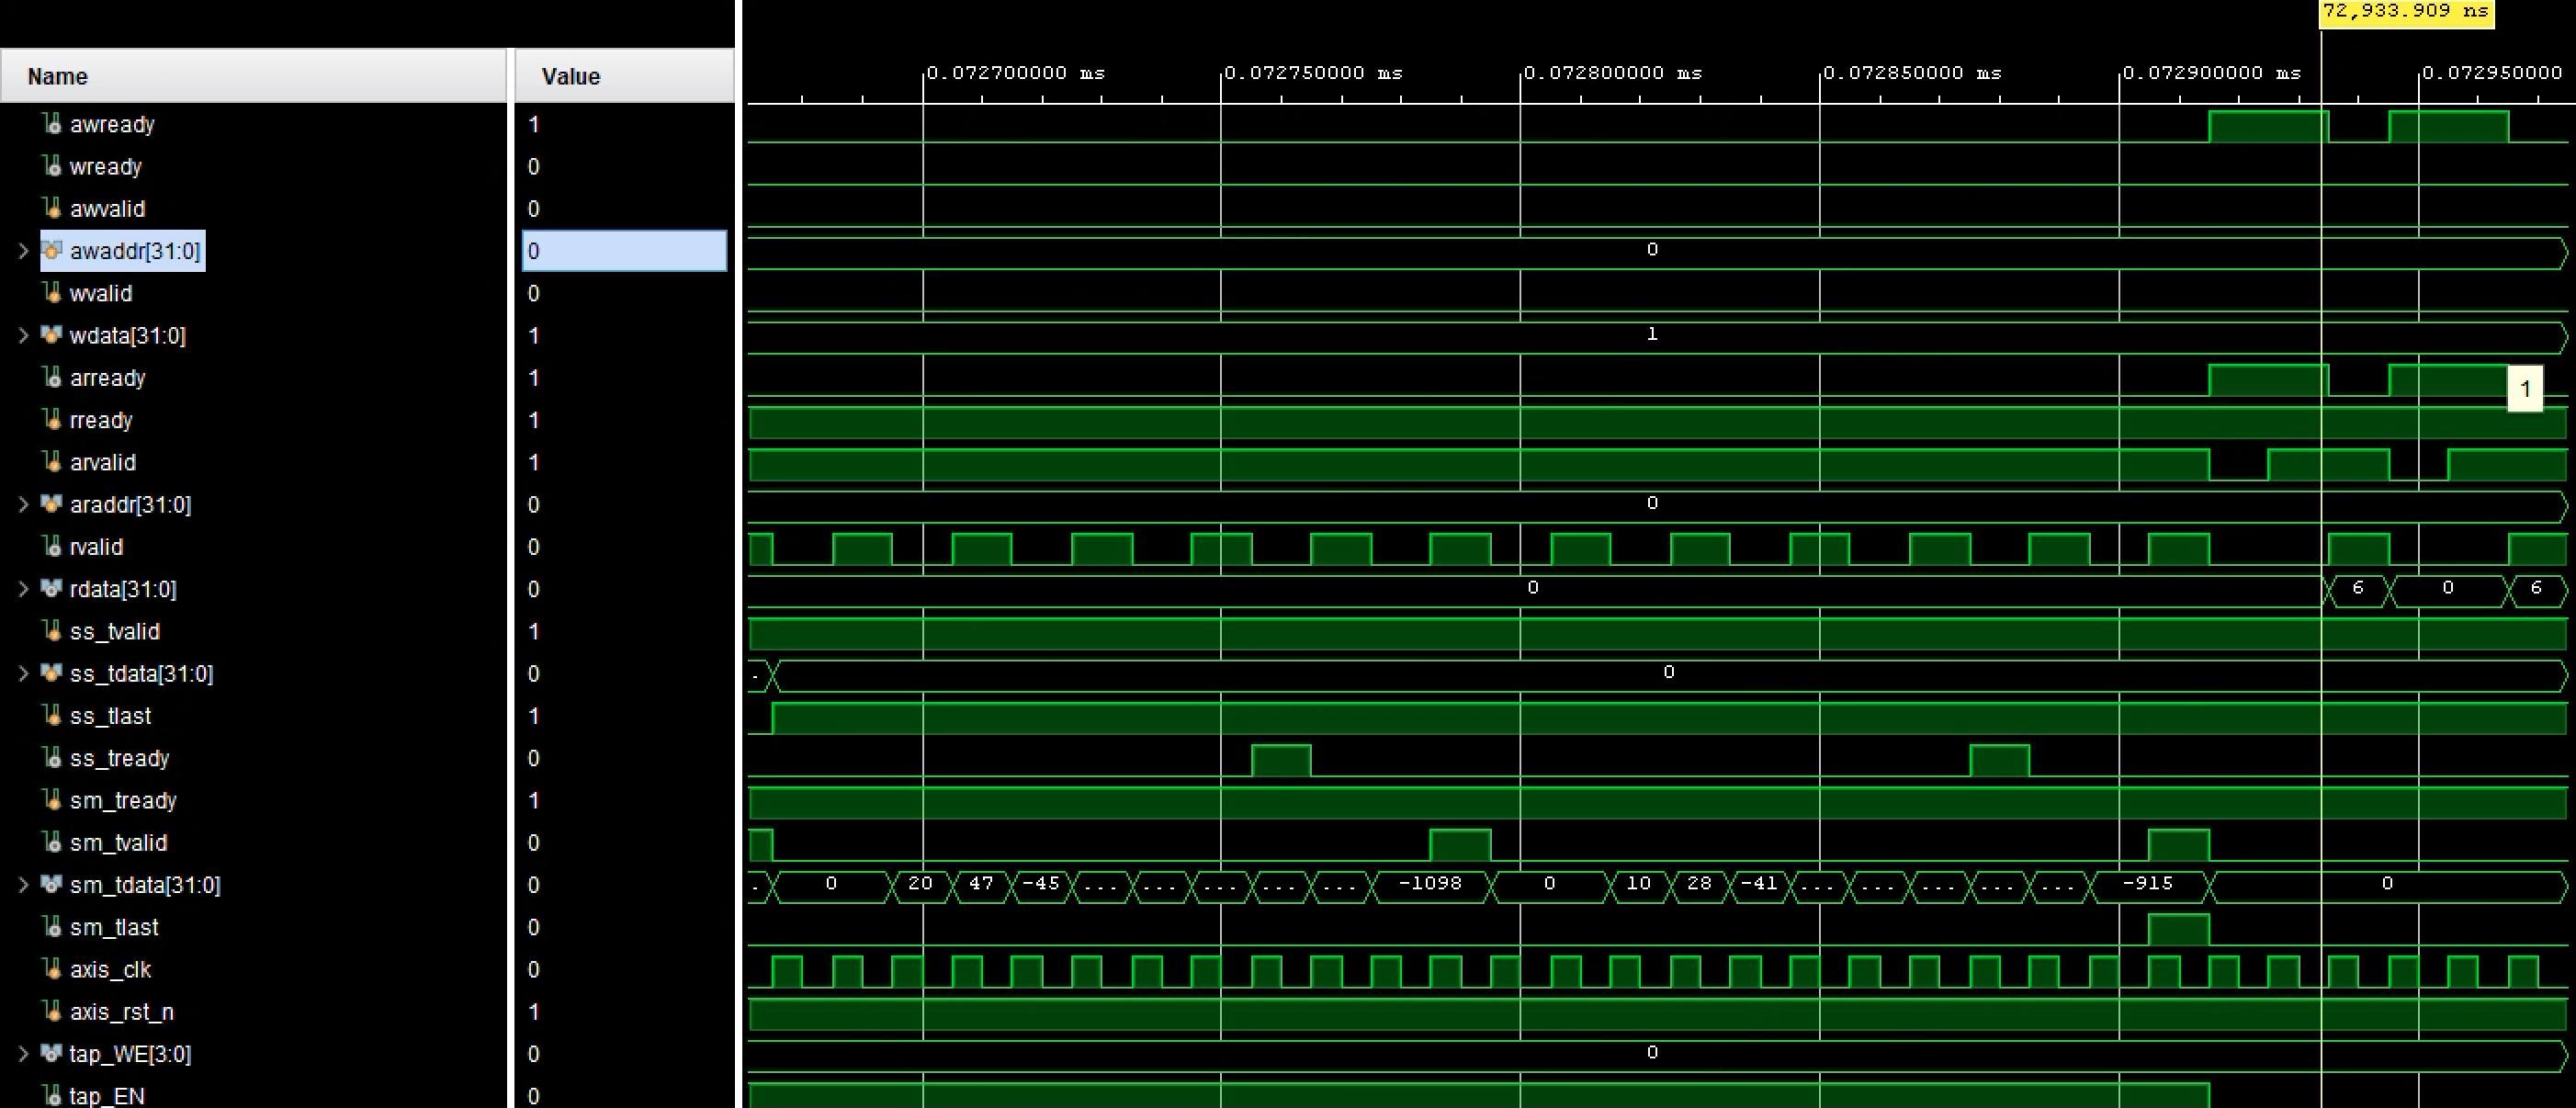 72,933.909 ns
Name Value 0.072700000 ms 0.072750000 ms 0.072800000 ms 0.072850000 ms 0.072900000 ms 0.072950000
awready 1
wready 0
awvalid 0
awaddr[31:0] 0 0
wvalid 0
wdata[31:0] 1 1
arready 1 1
rready 1
arvalid 1
araddr[31:0] 0 0
rvalid 0
rdata[31:0] 0 0 6 0 6
ss_tvalid 1
ss_tdata[31:0] 0 . 0
ss_tlast 1
ss_tready 0
sm_tready 1
sm_tvalid 0
sm_tdata[31:0] 0 . 0 20 47 -45 ... ... ... ... ... -1098 0 10 28 -41 ... ... ... ... ... -915 0
sm_tlast 0
axis_clk 0
axis_rst_n 1
tap_WE[3:0] 0 0
tap_EN 0